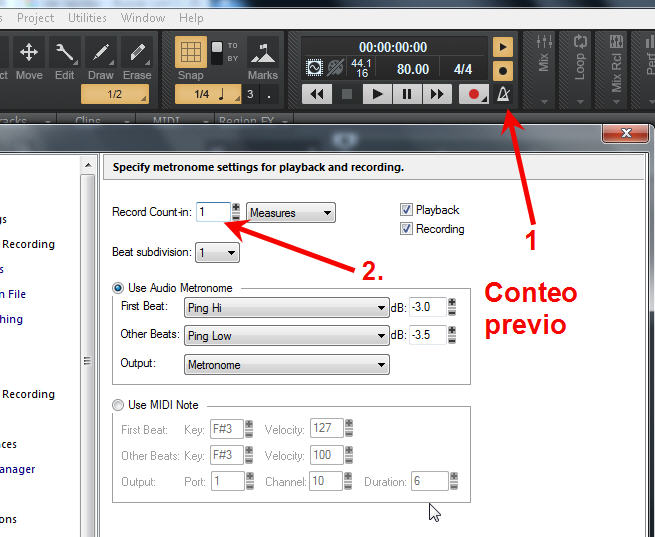 s Project Utilities Window Help
ct Move Edit Draw Erase Snap TO BY Marks
1/2 1/4 3 .
00:00:00:00
44.1 16 80.00 4/4
Mix Loop Mix Rcl Perf
racks Clips MIDI Region FX
Specify metronome settings for playback and recording.
Record Count-in: 1 Measures Playback
Recording
Beat subdivision: 1
1
2.
Conteo
previo
Use Audio Metronome
First Beat: Ping Hi dB: -3.0
Other Beats: Ping Low dB: -3.5
Output: Metronome
Use MIDI Note
First Beat: Key: F#3 Velocity: 127
Other Beats: Key: F#3 Velocity: 100
Output: Port: 1 Channel: 10 Duration: 6
gs
Recording
s
n File
hing
Recording
ces
anager
ons